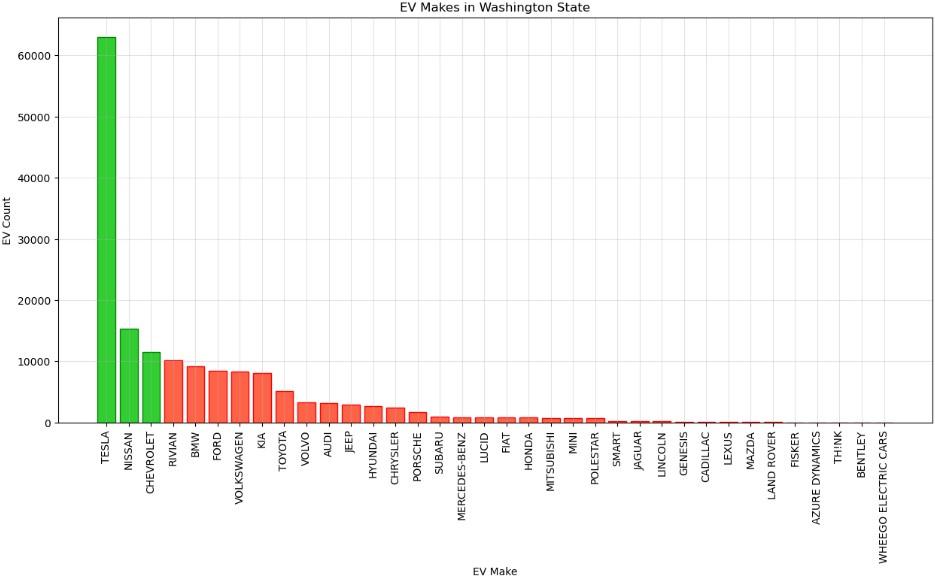 EV Makes in Washington State
EV Count
60000
50000
40000
30000
20000
10000
0
TESLA
NISSAN
CHEVROLET
RIVIAN
BMW
FORD
VOLKSWAGEN
KIA
TOYOTA
VOLVO
AUDI
JEEP
HYUNDAI
CHRYSLER
PORSCHE
SUBARU
MERCEDES-BENZ
LUCID
FIAT
HONDA
MITSUBISHI
MINI
POLESTAR
SMART
JAGUAR
LINCOLN
GENESIS
CADILLAC
LEXUS
MAZDA
LAND ROVER
FISKER
AZURE DYNAMICS
TH!NK
BENTLEY
WHEEGO ELECTRIC CARS
EV Make